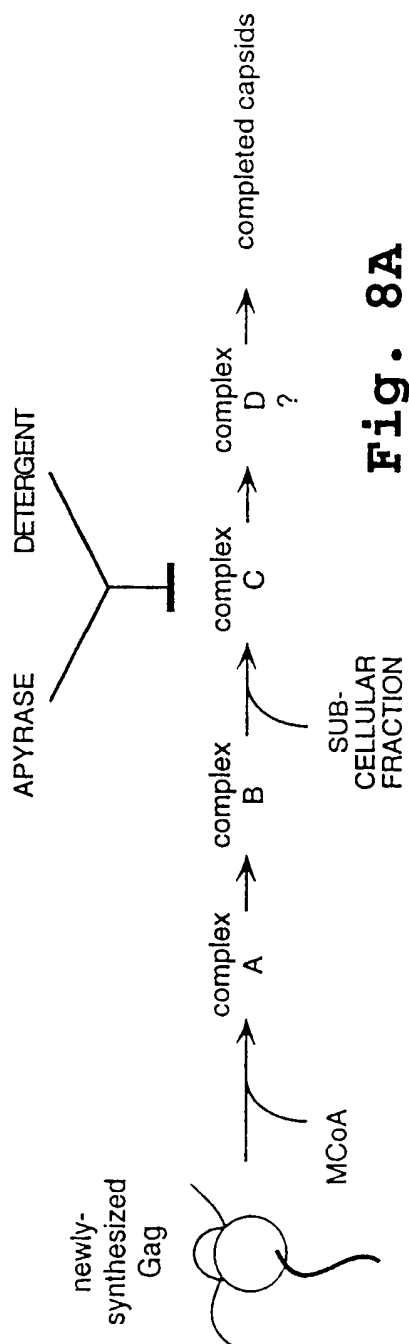 newly-
synthesized
Gag
MCoA
complex
A
complex
B
SUB-
CELLULAR
FRACTION
APYRASE
DETERGENT
complex
C
complex
D
?
completed capsids
Fig. 8A